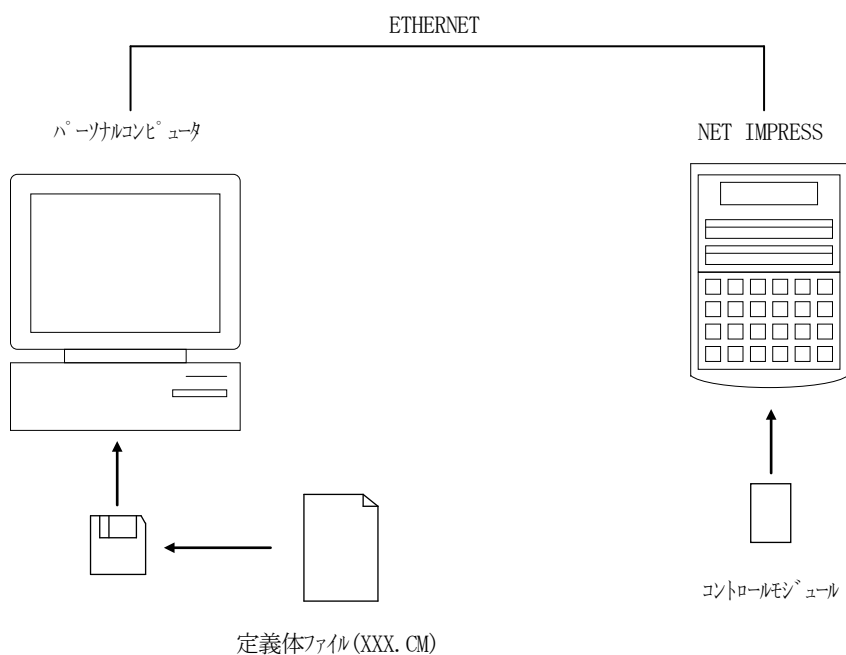 ETHERNET
ﾊﾟｰｿﾅﾙｺﾝﾋﾟｭｰﾀ
NET IMPRESS
ｺﾝﾄﾛｰﾙﾓｼﾞｭｰﾙ
定義体ﾌｧｲﾙ(XXX.CM)